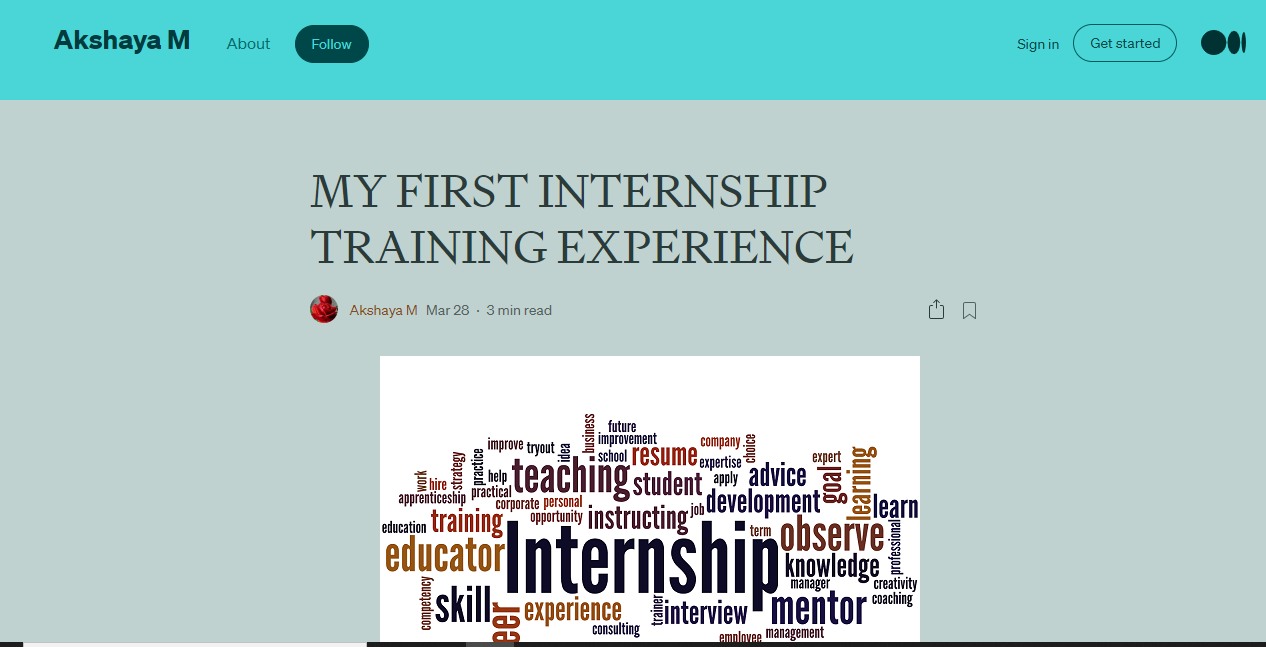 Akshaya M
About
Follow
Sign in
Get started
MY FIRST INTERNSHIP
TRAINING EXPERIENCE
Akshaya M Mar 28 · 3 min read
business
future
improvement
improve
tryout
idea
school
resume
company
choice
expertise
expert
work
hire
strategy
practice
help
teaching
student
apply
advice
goal
learning
apprenticeship
practical
corporate
personal
job
development
learn
education
training
opportunity
instructing
term
observe
professional
educator
Internship
knowledge
manager
creativity
competency
skill
experience
trainer
interview
mentor
coaching
consulting
employee
management